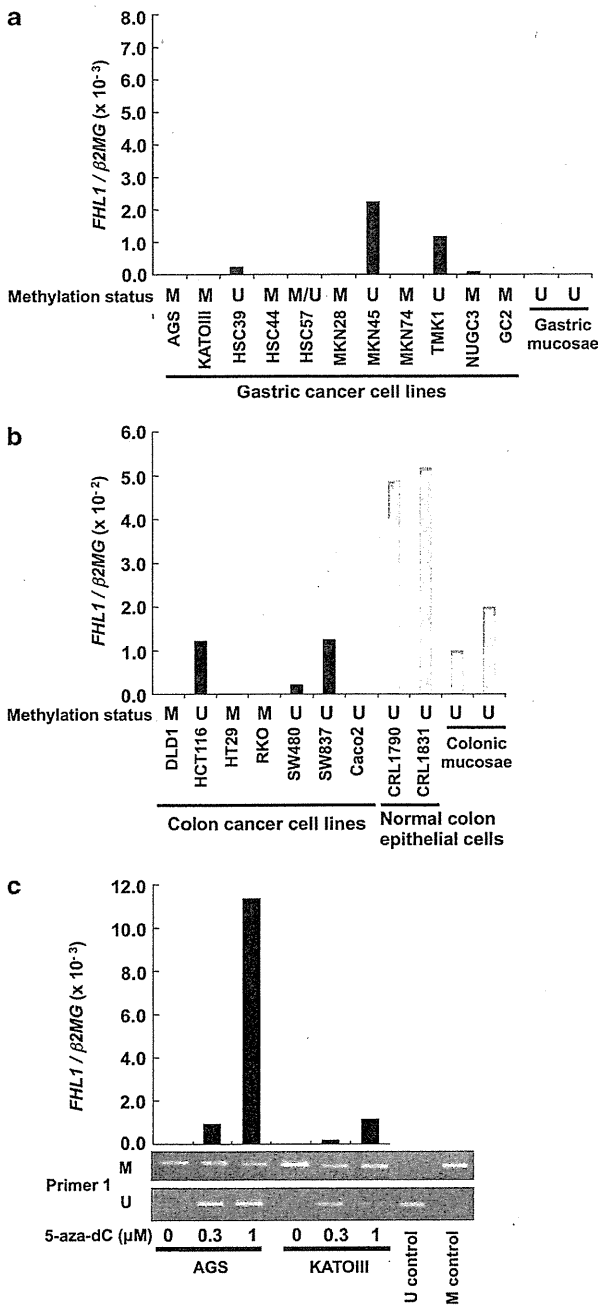 a
8.0
7.0
6.0
5.0
4.0
3.0
2.0
1.0
0.0
FHL1 / β2MG (x 10-3)
Methylation status M M U M M/U M U M U M M U U
AGS KATOIII HSC39 HSC44 HSC57 MKN28 MKN45 MKN74 TMK1 NUGC3 GC2 Gastric mucosae
Gastric cancer cell lines
b
6.0
5.0
4.0
3.0
2.0
1.0
0.0
FHL1 / β2MG (x 10-2)
Methylation status M U M M U U U U U U U
DLD1 HCT116 HT29 RKO SW480 SW837 Caco2 CRL1790 CRL1831 Colonic mucosae
Colon cancer cell lines Normal colon epithelial cells
c
12.0
10.0
8.0
6.0
4.0
2.0
0.0
FHL1 / β2MG (x 10-3)
Primer 1
M
U
5-aza-dC (µM) 0 0.3 1 0 0.3 1 U control M control
AGS KATOIII